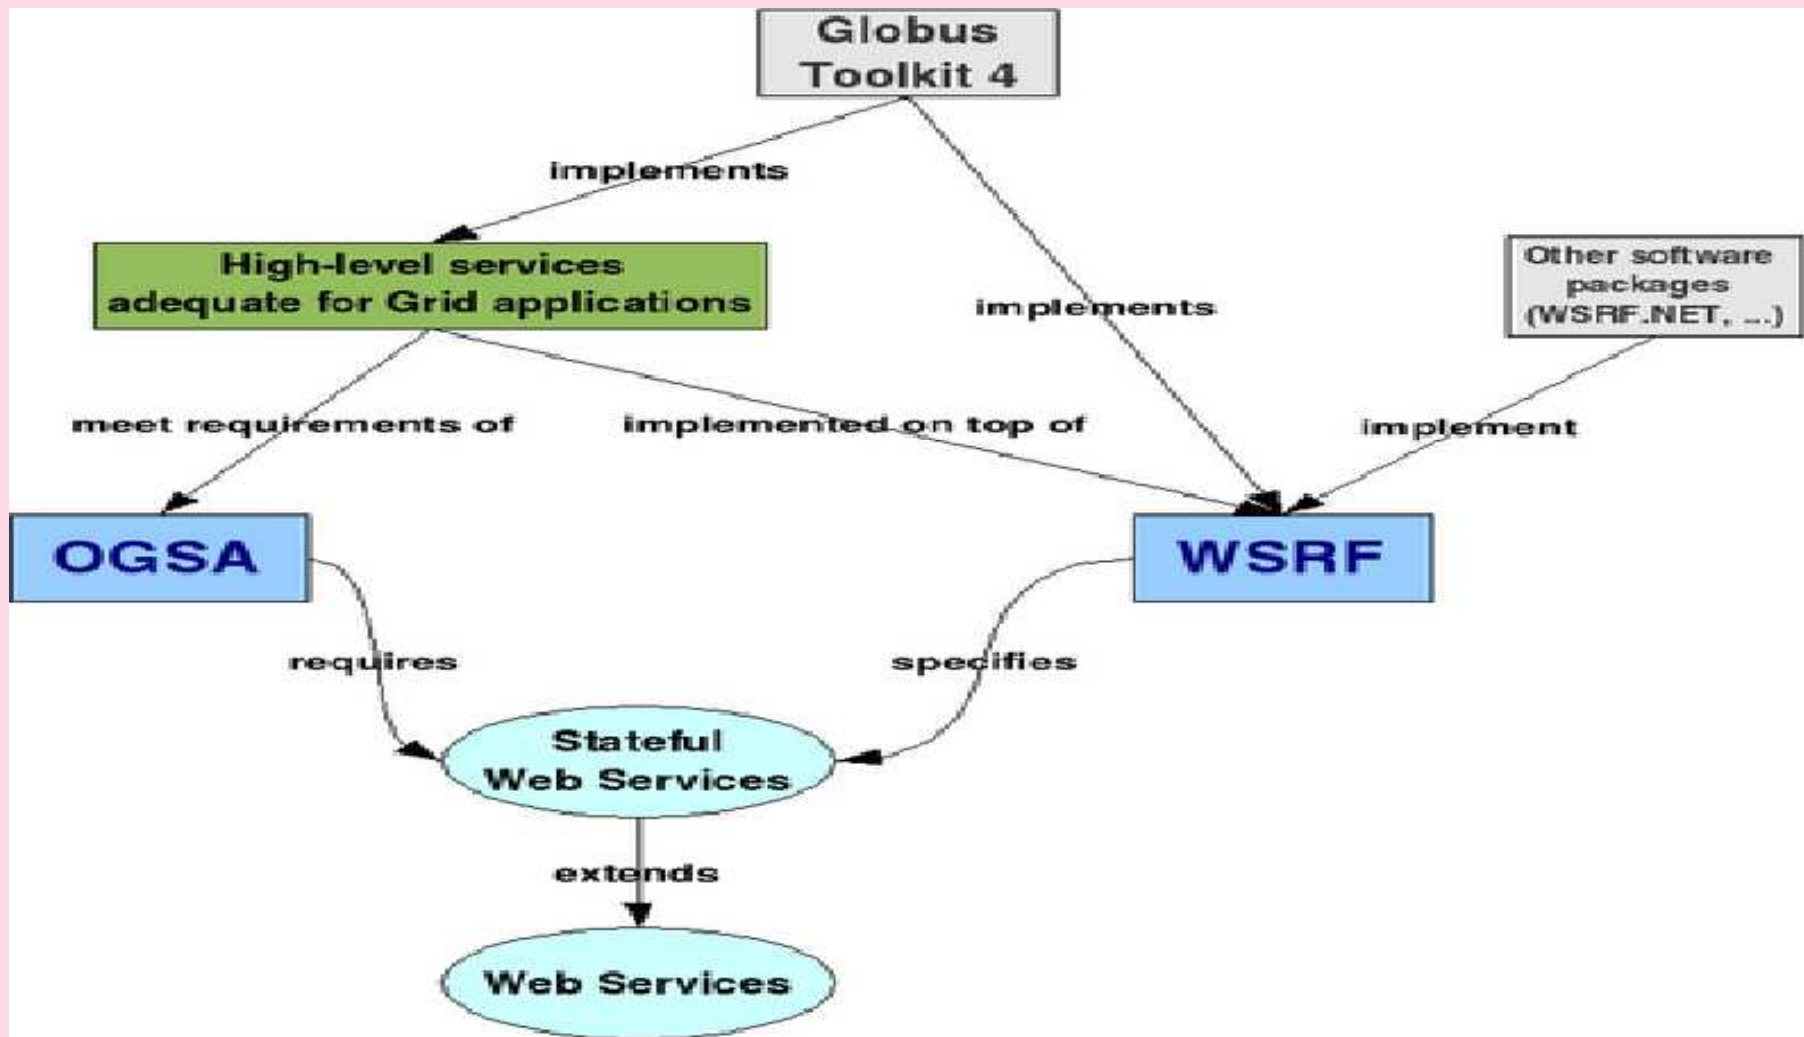 Globus
Toolkit 4
implements
High-level services
adequate for Grid applications
implements
Other software
packages
(WSRF.NET, ...)
meet requirements of
implemented on top of
implement
OGSA
WSRF
requires
specifies
Stateful
Web Services
extends
Web Services